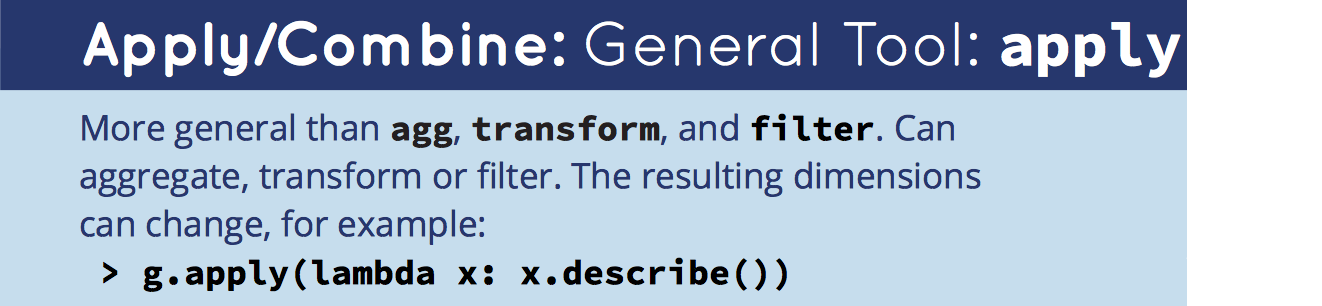 Apply/Combine: General Tool: apply
More general than agg, transform, and filter. Can
aggregate, transform or filter. The resulting dimensions
can change, for example:
> g.apply(lambda x: x.describe())